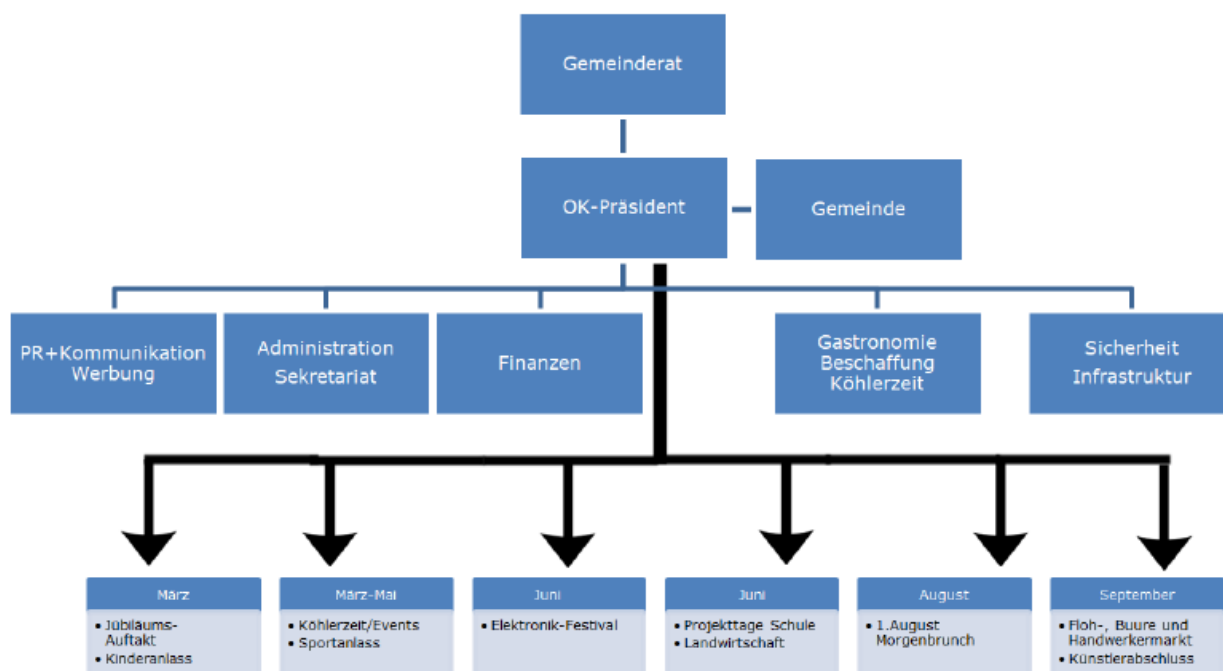 Gemeinderat
OK-Präsident
Gemeinde
PR+Kommunikation
Werbung
Administration
Sekretariat
Finanzen
Gastronomie
Beschaffung
Köhlerzeit
Sicherheit
Infrastruktur
März
• Jübiläums-
Auftakt
• Kinderanlass
März-Mai
• Köhlerzeit/Events
• Sportanlass
Juni
• Elektronik-Festival
Juni
• Projekttage Schule
• Landwirtschaft
August
• 1.August
Morgenbrunch
September
• Floh-, Buure und
Handwerkermarkt
• Künstlerabschluss